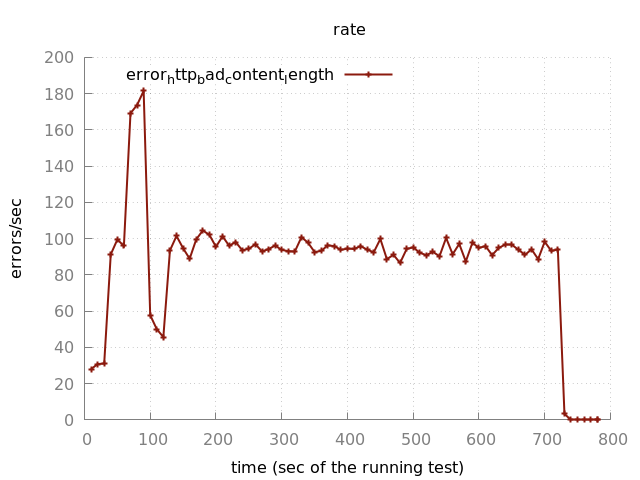 rate
errors/sec
200
180
160
140
120
100
80
60
40
20
0
error_http_bad_content_length
0 100 200 300 400 500 600 700 800
time (sec of the running test)